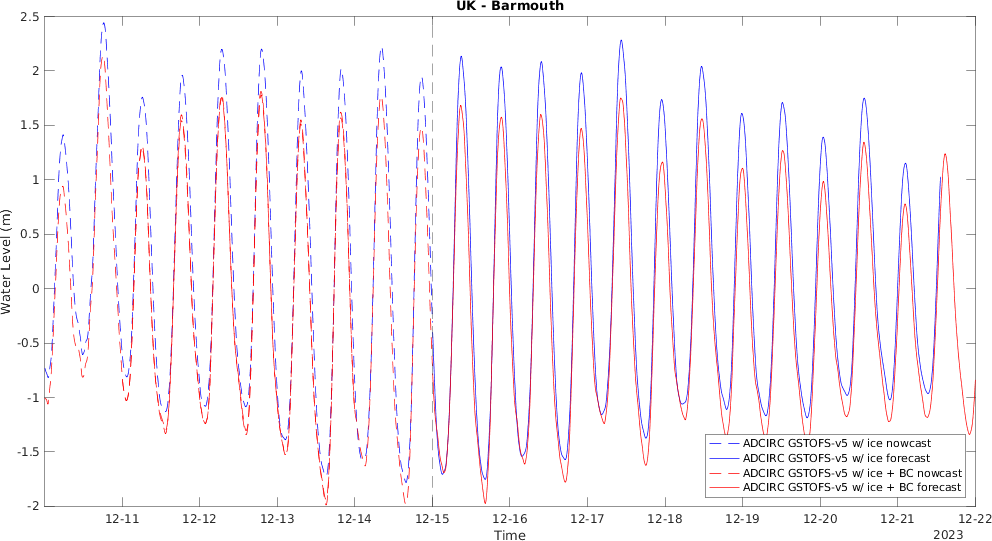 UK - Barmouth
2.5
2
1.5
1
0.5
0
-0.5
-1
-1.5
-2
Water Level (m)
ADCIRC GSTOFS-v5 w/ ice nowcast
ADCIRC GSTOFS-v5 w/ ice forecast
ADCIRC GSTOFS-v5 w/ ice + BC nowcast
ADCIRC GSTOFS-v5 w/ ice + BC forecast
12-11 12-12 12-13 12-14 12-15 12-16 12-17 12-18 12-19 12-20 12-21 12-22
Time
2023